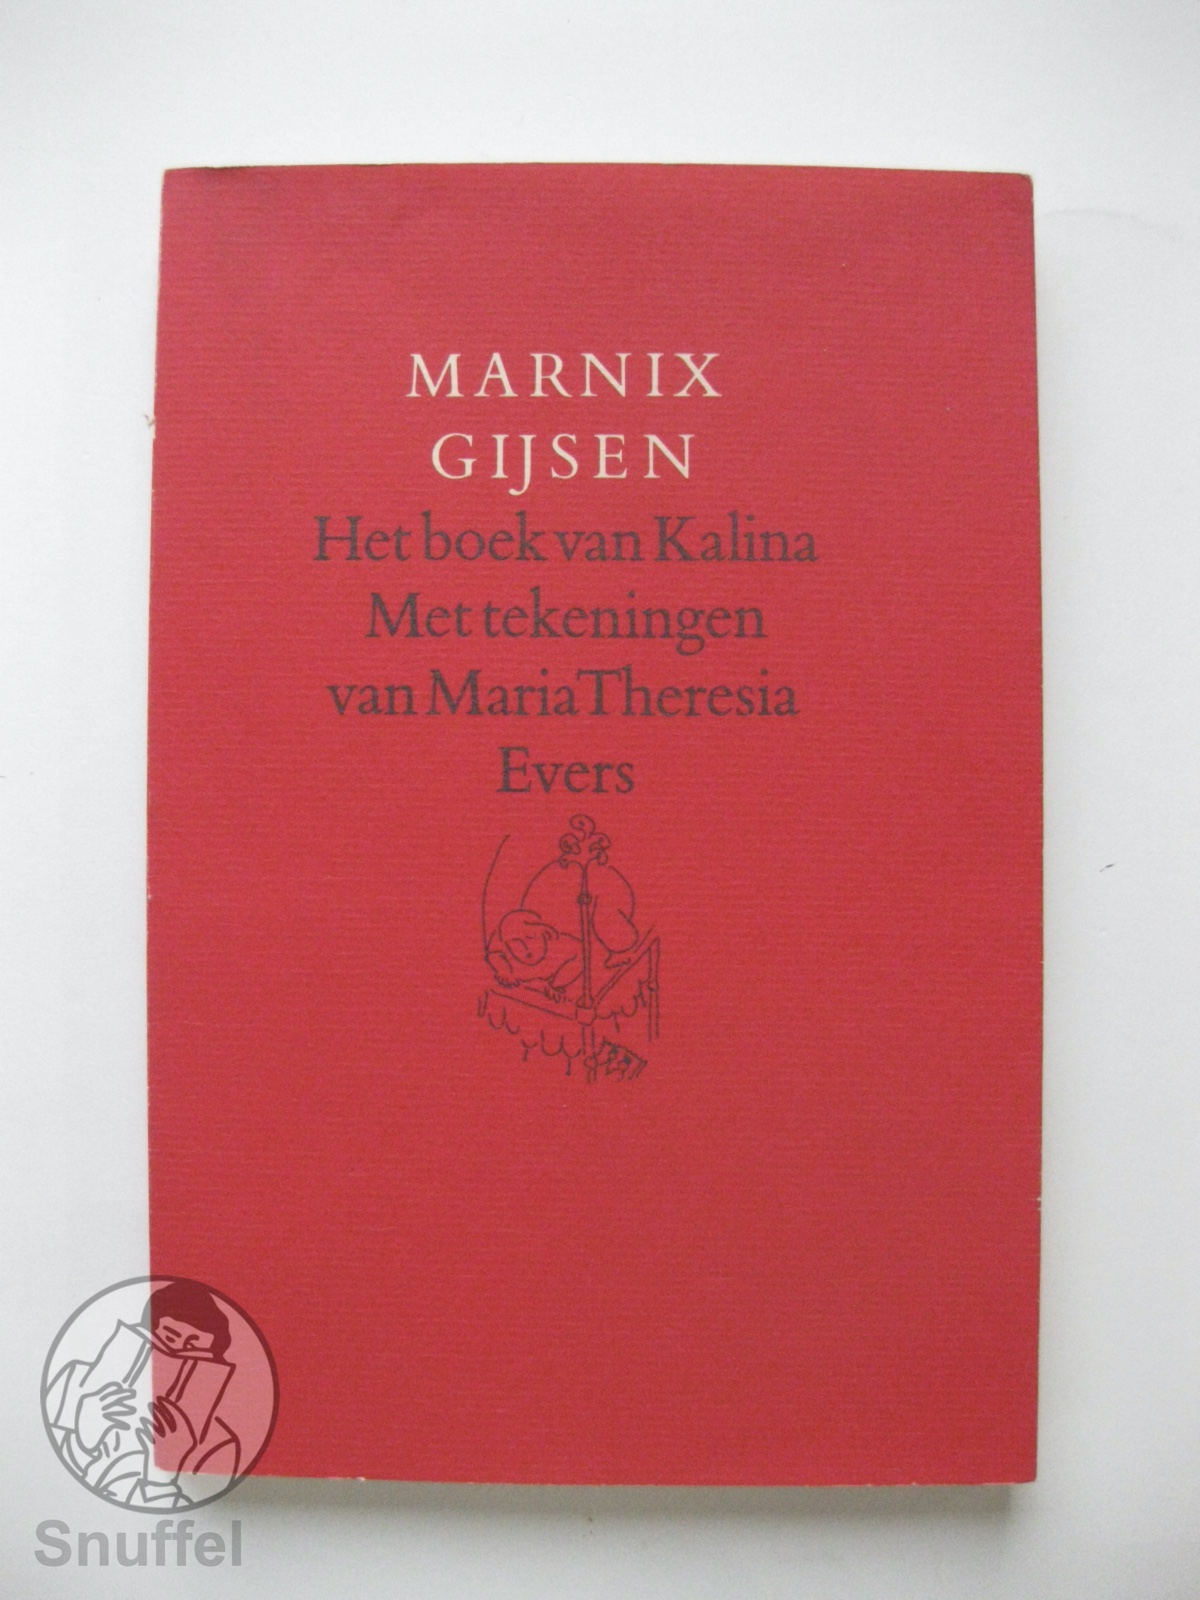 MARNIX
GIJSEN
Het boek van Kalina
Met tekeningen
van Maria Theresia
Evers
Snuffel